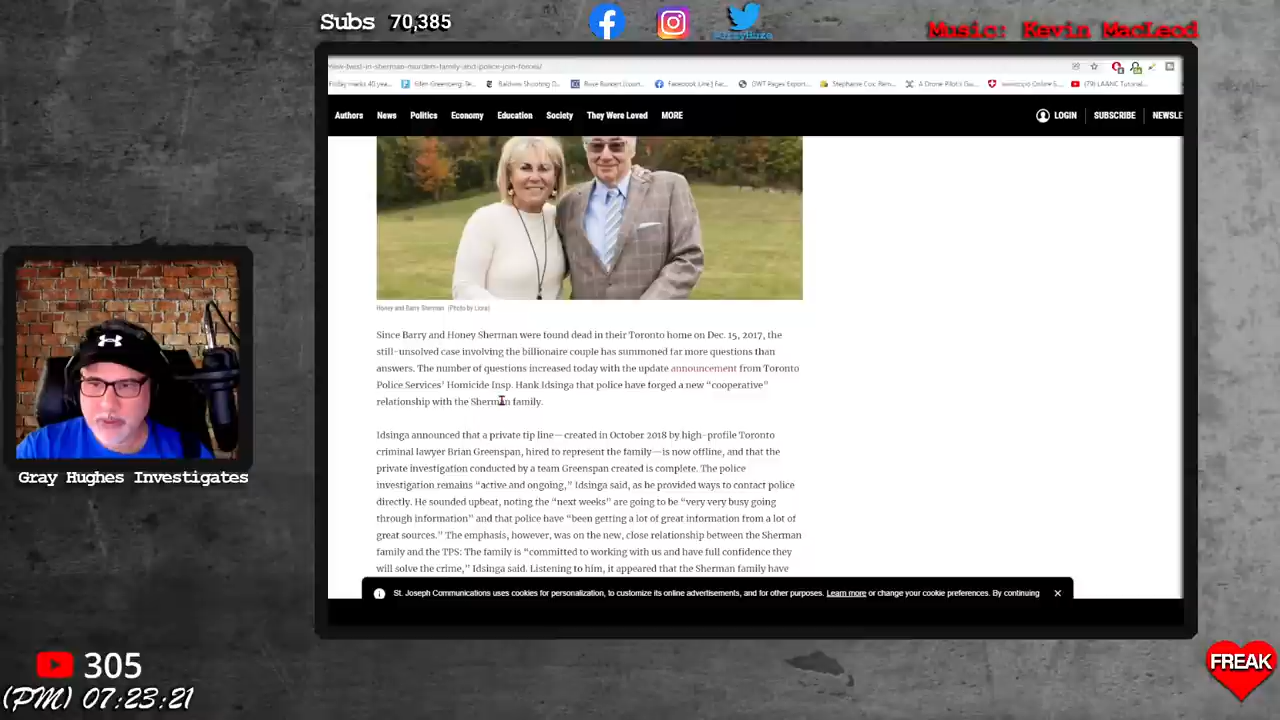 Subs 70,385
Music: Kevin MacLeod
Authors News Politics Economy Education Society They Were Loved MORE LOGIN SUBSCRIBE NEWSLE
Honey and Barry Sherman (Photo by Liora)
Since Barry and Honey Sherman were found dead in their Toronto home on Dec. 15, 2017, the
still-unsolved case involving the billionaire couple has summoned far more questions than
answers. The number of questions increased today with the update announcement from Toronto
Police Services' Homicide Insp. Hank Idsinga that police have forged a new “cooperative”
relationship with the Sherman family.
Idsinga announced that a private tip line—created in October 2018 by high-profile Toronto
criminal lawyer Brian Greenspan, hired to represent the family—is now offline, and that the
private investigation conducted by a team Greenspan created is complete. The police
investigation remains “active and ongoing,” Idsinga said, as he provided ways to contact police
directly. He sounded upbeat, noting the “next weeks” are going to be “very very busy going
through information” and that police have “been getting a lot of great information from a lot of
great sources.” The emphasis, however, was on the new, close relationship between the Sherman
family and the TPS: The family is “committed to working with us and have full confidence they
will solve the crime,” Idsinga said. Listening to him, it appeared that the Sherman family have
St. Joseph Communications uses cookies for personalization, to customize its online advertisements, and for other purposes. Learn more or change your cookie preferences. By continuing
Gray Hughes Investigates
305
(PM) 07:23:21
FREAK